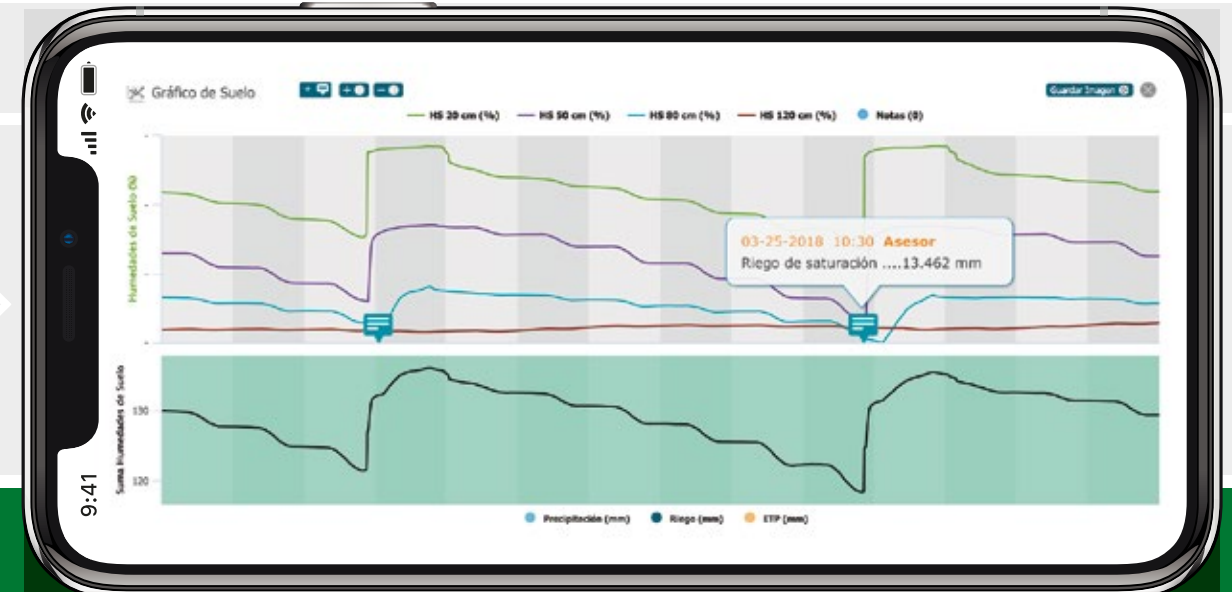 Gráfico de Suelo
Guardar Imagen
HS 20 cm (%) HS 50 cm (%) HS 80 cm (%) HS 120 cm (%) Notas (0)
Humedades de Suelo (%)
03-25-2018 10:30 Asesor
Riego de saturación ....13.462 mm
Suma Humedades de Suelo
130
120
Precipitación (mm) Riego (mm) ETP (mm)
9:41